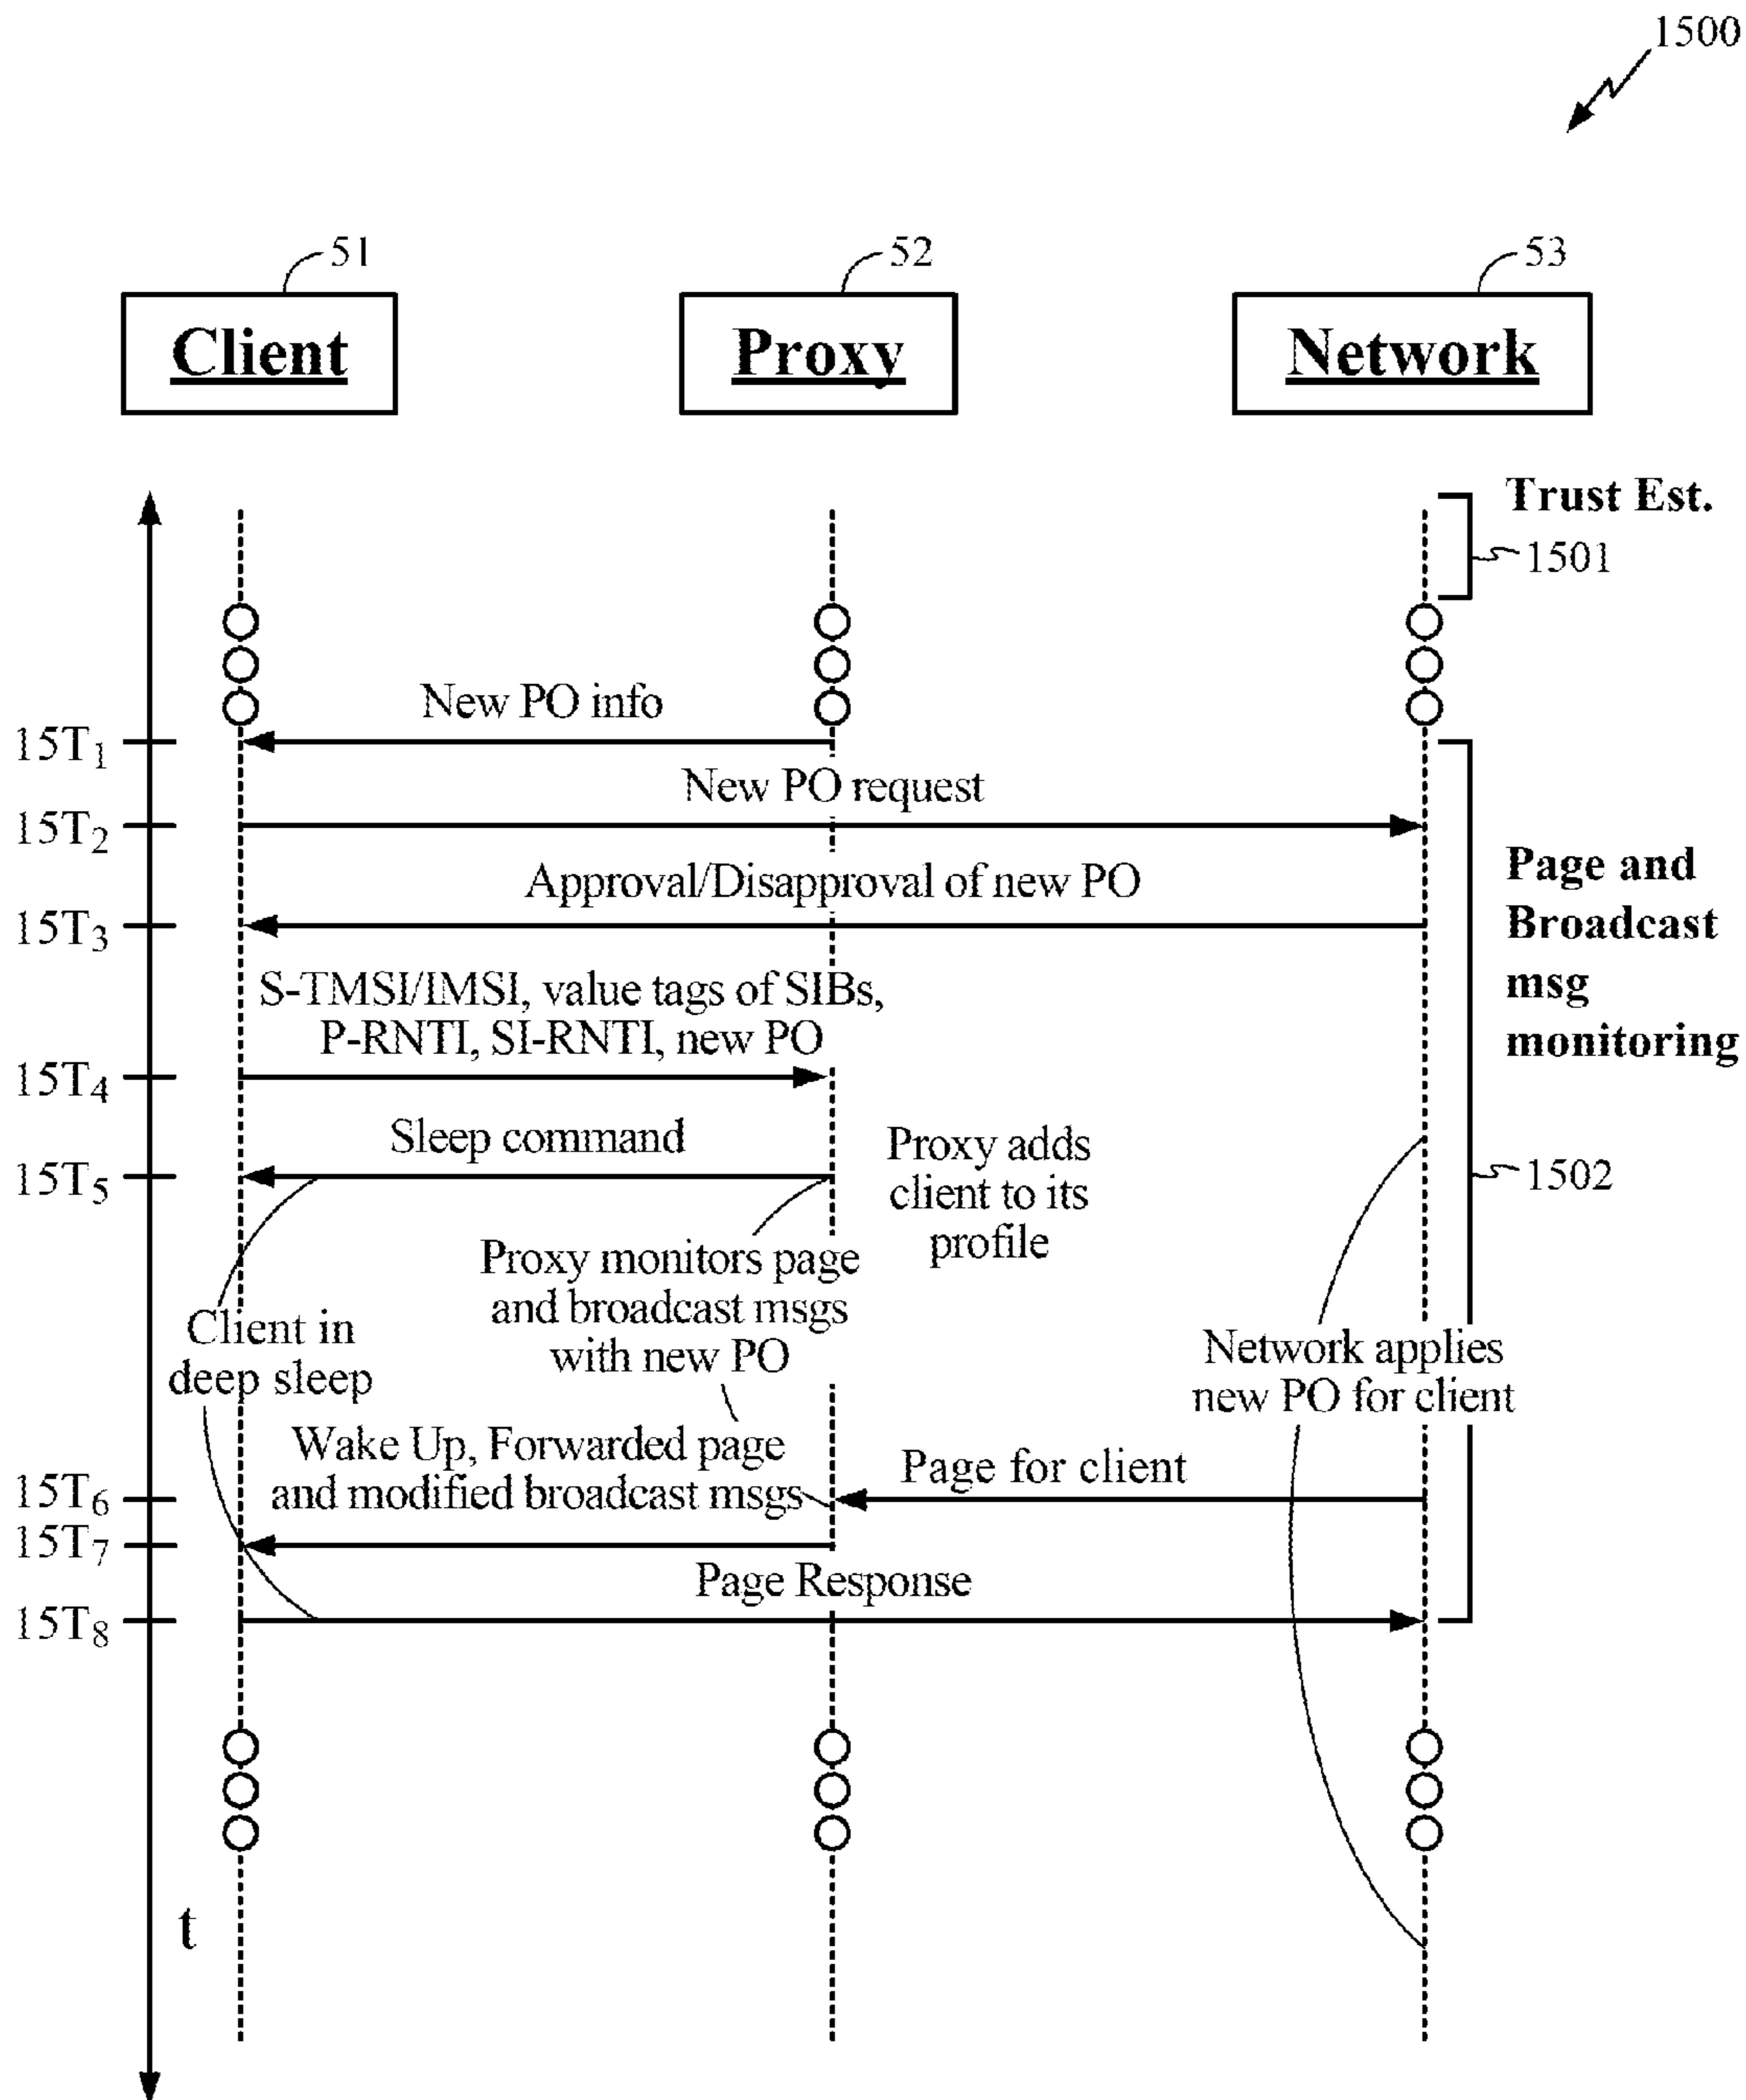 1500
51
52
53
Client
Proxy
Network
Trust Est.
1501
New PO info
15T1
New PO request
15T2
Approval/Disapproval of new PO
15T3
Page and
Broadcast
msg
monitoring
S-TMSI/IMSI, value tags of SIBs,
P-RNTI, SI-RNTI, new PO
15T4
Sleep command
15T5
Proxy adds
client to its
profile
1502
Proxy monitors page
and broadcast msgs
with new PO
Client in
deep sleep
Network applies
new PO for client
Wake Up, Forwarded page
and modified broadcast msgs
Page for client
15T6
15T7
Page Response
15T8
t